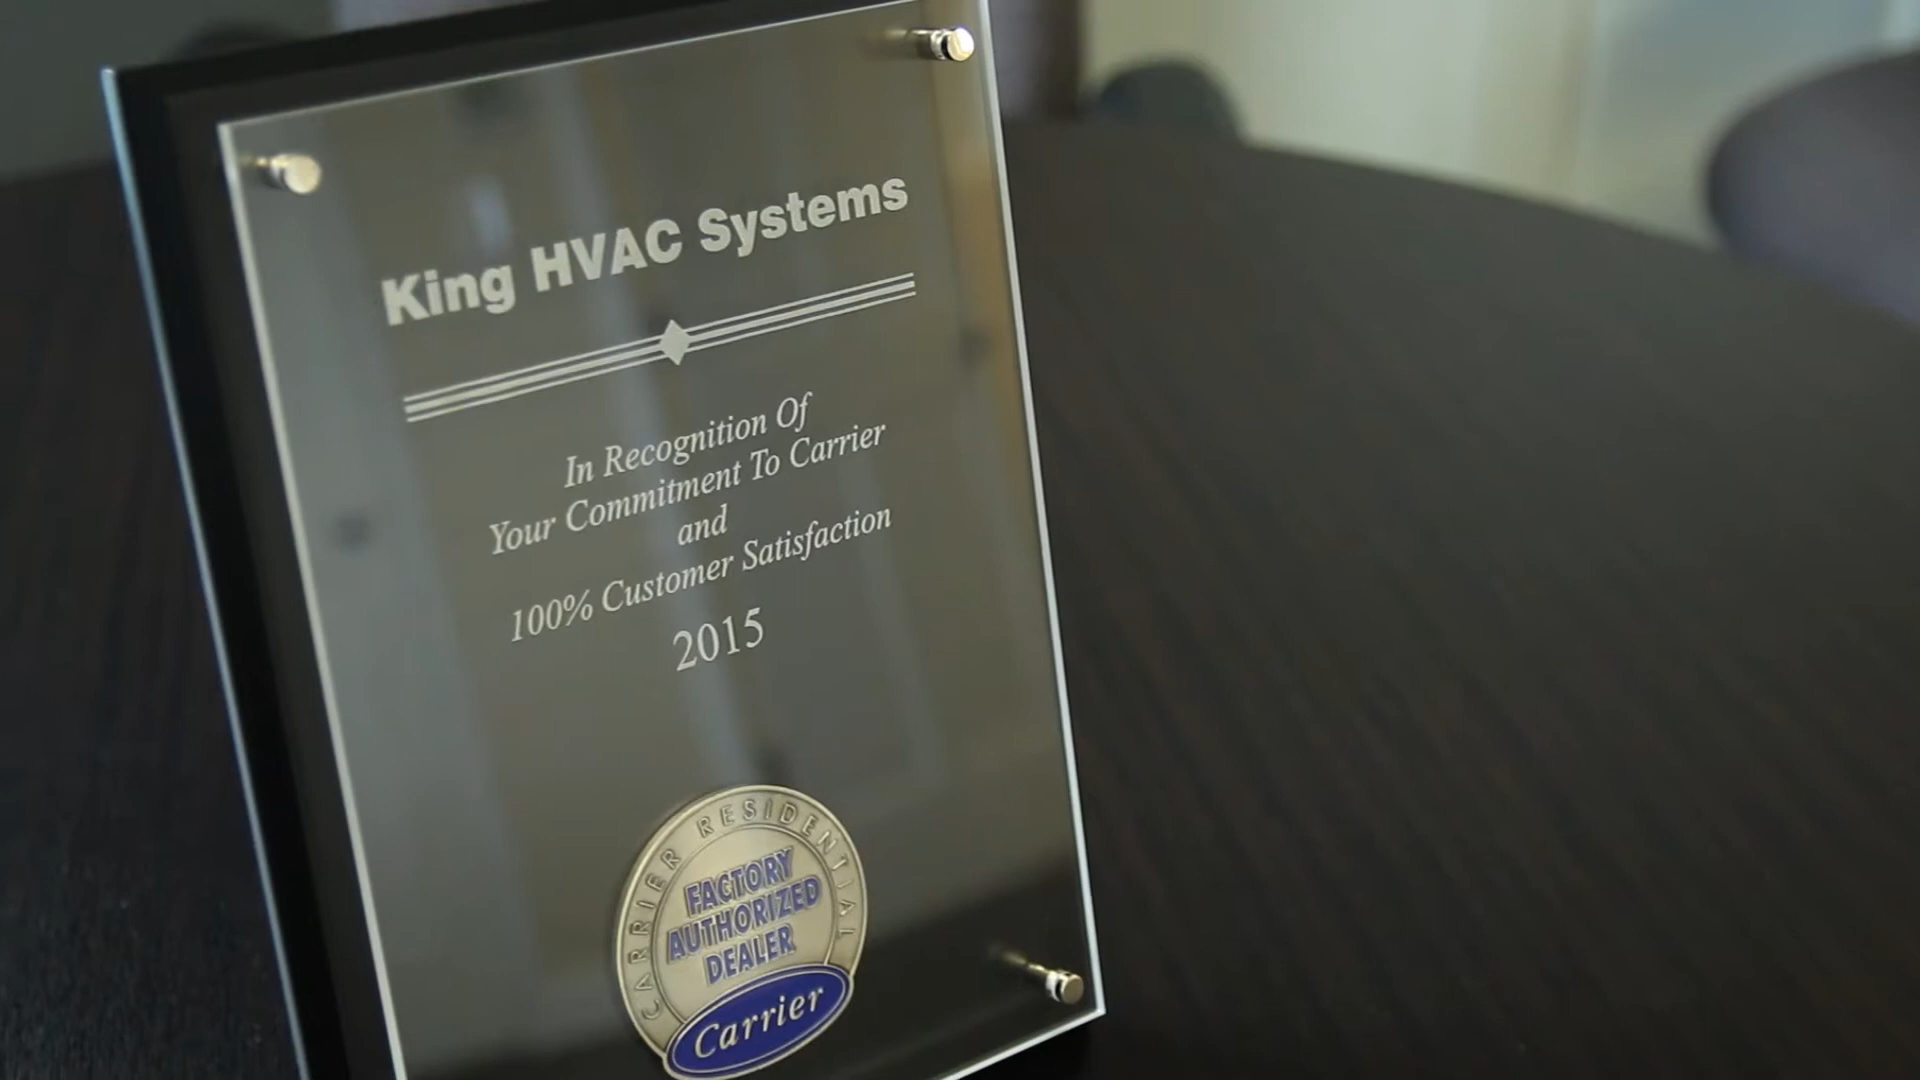 King HVAC Systems
In Recognition Of
Your Commitment To Carrier
and
100% Customer Satisfaction
2015
CARRIER RESIDENTIAL
FACTORY
AUTHORIZED
DEALER
Carrier